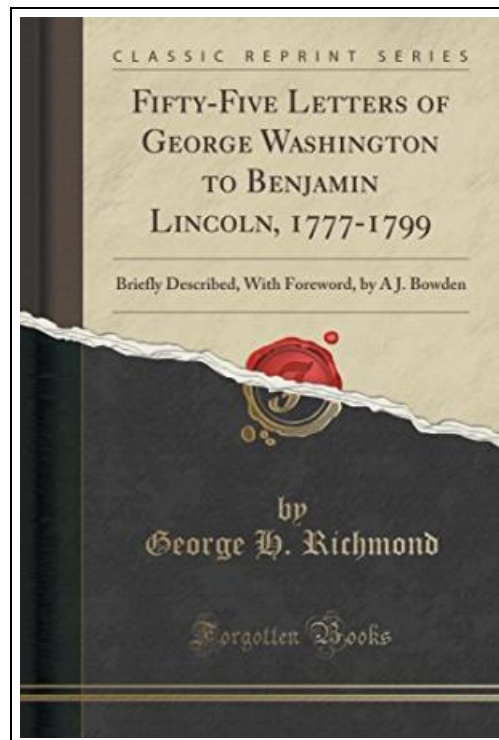 CLASSIC REPRINT SERIES
FIFTY-FIVE LETTERS OF
GEORGE WASHINGTON
TO BENJAMIN
LINCOLN, 1777-1799
Briefly Described, With Foreword, by A J. Bowden
F
by
George H. Richmond
Forgotten Books